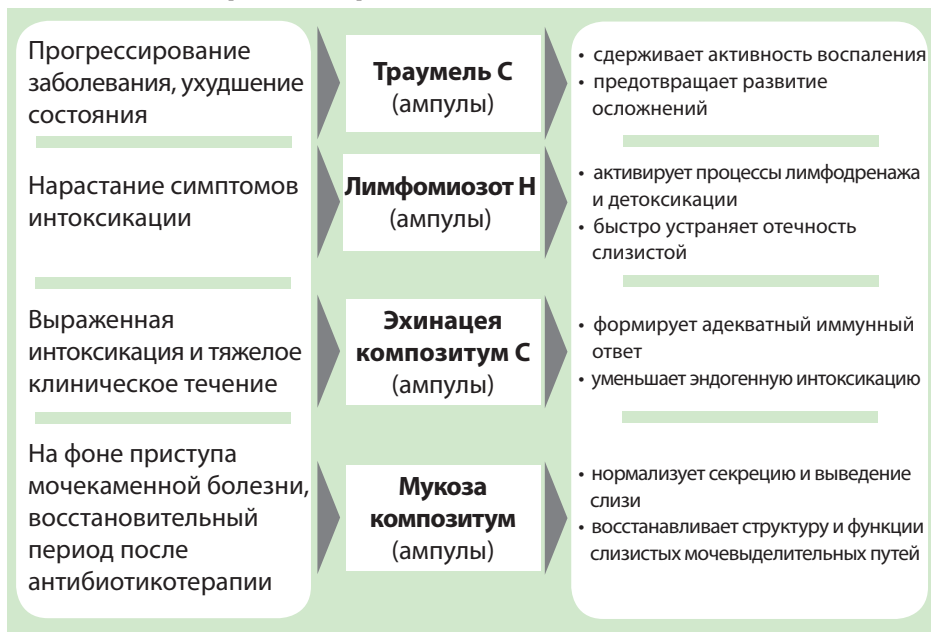 Прогрессирование
заболевания, ухудшение
состояния
Траумель С
(ампулы)
• сдерживает активность воспаления
• предотвращает развитие
осложнений
Нарастание симптомов
интоксикации
Лимфомиозот Н
(ампулы)
• активирует процессы лимфодренажа
и детоксикации
• быстро устраняет отечность
слизистой
Выраженная
интоксикация и тяжелое
клиническое течение
Эхинацея
композитум С
(ампулы)
• формирует адекватный иммунный
ответ
• уменьшает эндогенную интоксикацию
На фоне приступа
мочекаменной болезни,
восстановительный
период после
антибиотикотерапии
Мукоза
композитум
(ампулы)
• нормализует секрецию и выведение
слизи
• восстанавливает структуру и функции
слизистых мочевыделительных путей